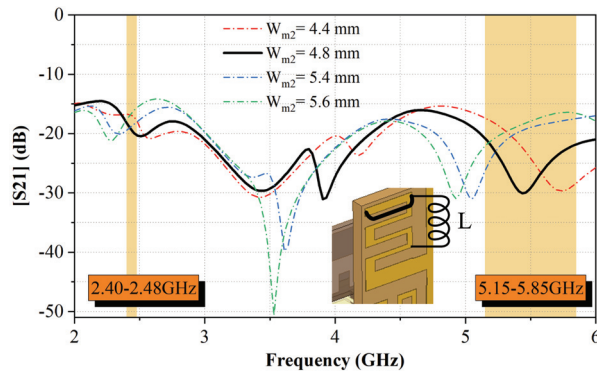 0
W_m2= 4.4 mm
W_m2= 4.8 mm
W_m2= 5.4 mm
W_m2= 5.6 mm
-10
-20
-30
-40
-50
[S21] (dB)
L
2.40-2.48GHz
5.15-5.85GHz
2
3
4
5
6
Frequency (GHz)